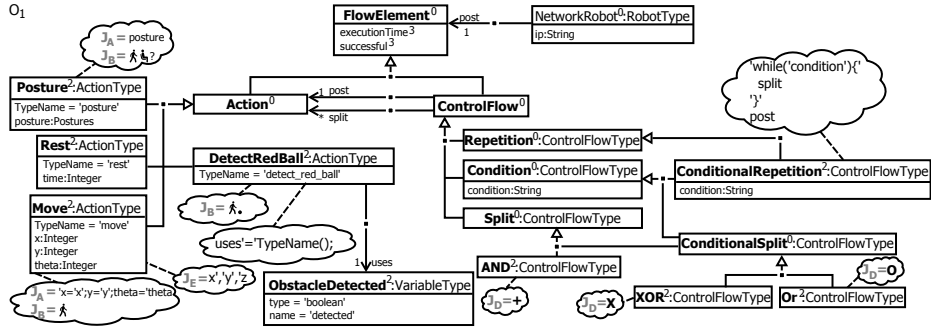 O1
FlowElement0
executionTime3
successful3
post
1
NetworkRobot0:RobotType
ip:String
JA = posture
JB = ?
Posture2:ActionType
TypeName = 'posture'
posture:Postures
Action0
1 post
* split
ControlFlow0
'while('condition'){'
split
'}'
post
Rest2:ActionType
TypeName = 'rest'
time:Integer
DetectRedBall2:ActionType
TypeName = 'detect_red_ball'
Repetition0:ControlFlowType
Condition0:ControlFlowType
condition:String
ConditionalRepetition2:ControlFlowType
condition:String
Move2:ActionType
TypeName = 'move'
x:Integer
y:Integer
theta:Integer
JB =
uses'='TypeName();
Split0:ControlFlowType
ConditionalSplit0:ControlFlowType
JE = x','y','z
JA = 'x='x';y='y';theta='theta
JB =
1 uses
ObstacleDetected2:VariableType
type = 'boolean'
name = 'detected'
AND2:ControlFlowType
JD = +
JD = X
XOR2:ControlFlowType
JD = O
Or2:ControlFlowType